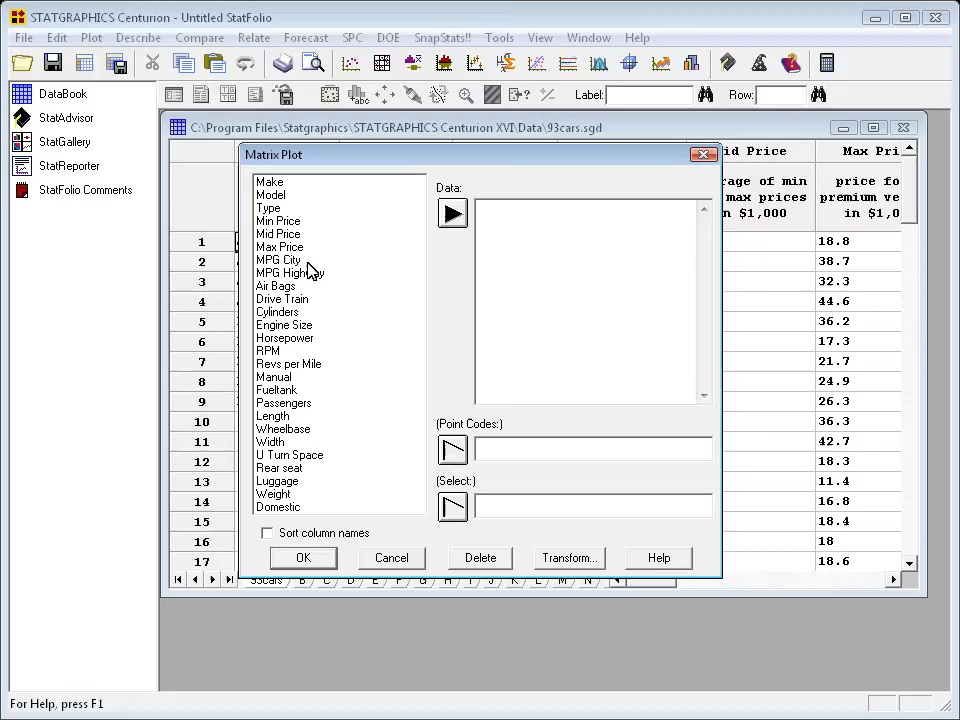 STATGRAPHICS Centurion - Untitled StatFolio
File Edit Plot Describe Compare Relate Forecast SPC DOE SnapStats!! Tools View Window Help
Label: Row:
DataBook
StatAdvisor
StatGallery
StatReporter
StatFolio Comments
C:\Program Files\Statgraphics\STATGRAPHICS Centurion XVI\Data\93cars.sgd
Matrix Plot
Make
Model
Type
Min Price
Mid Price
Max Price
MPG City
MPG Highway
Air Bags
Drive Train
Cylinders
Engine Size
Horsepower
RPM
Revs per Mile
Manual
Fueltank
Passengers
Length
Wheelbase
Width
U Turn Space
Rear seat
Luggage
Weight
Domestic
Data:
(Point Codes:)
(Select:)
Sort column names
OK Cancel Delete Transform... Help
id Price Max Pri
rage of min price fo
max prices premium ve
n $1,000 in $1,0
1 18.8
2 38.7
3 32.3
4 44.6
5 36.2
6 17.3
7 21.7
8 24.9
9 26.3
10 36.3
11 42.7
12 18.3
13 11.4
14 16.8
15 18.4
16 18
17 18.6
93cars
For Help, press F1